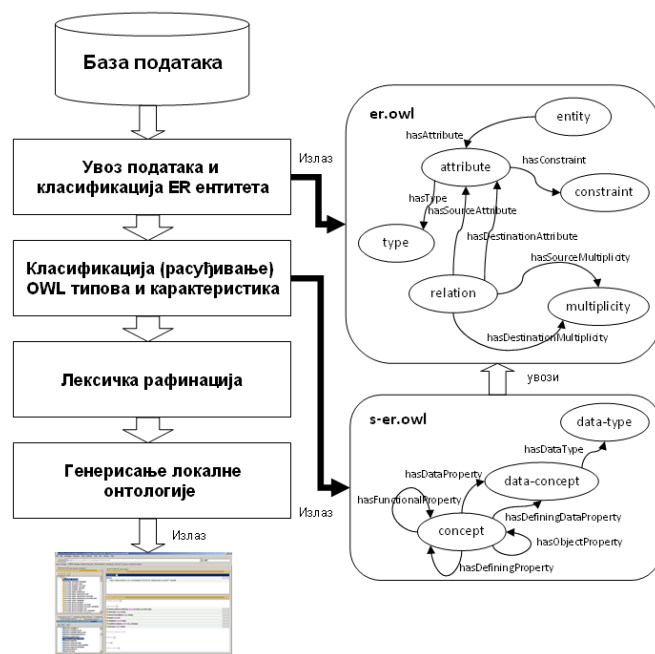 База података
Увоз података и
класификација ER ентитета
Излаз
Класификација (расуђивање)
OWL типова и карактеристика
Лексичка рафинација
Генерисање локалне
онтологије
Излаз
Излаз
er.owl
entity
hasAttribute
attribute
hasConstraint
constraint
hasType
hasSourceAttribute
type
hasDestinationAttribute
hasSourceMultiplicity
relation
multiplicity
hasDestinationMultiplicity
увози
s-er.owl
data-type
hasDataType
hasDataProperty
data-concept
hasFunctionalProperty
hasDefiningDataProperty
concept
hasObjectProperty
hasDefiningProperty